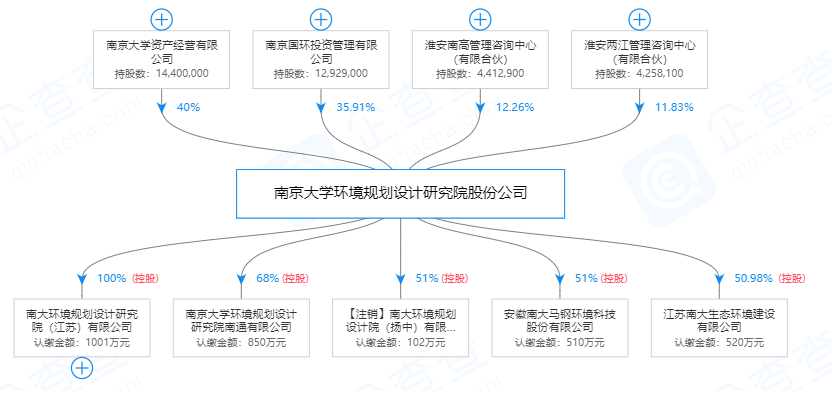 南京大学资产经营有限
公司
持股数：14,400,000
南京国环投资管理有限
公司
持股数：12,929,000
淮安南高管理咨询中心
(有限合伙)
持股数：4,412,900
淮安两江管理咨询中心
(有限合伙)
持股数：4,258,100
40%
35.91%
12.26%
11.83%
南京大学环境规划设计研究院股份公司
100% (控股)
68% (控股)
51% (控股)
51% (控股)
50.98% (控股)
南大环境规划设计研究
院（江苏）有限公司
认缴金额：1001万元
南京大学环境规划设计
研究院南通有限公司
认缴金额：850万元
【注销】南大环境规划
设计院（扬中）有限...
认缴金额：102万元
安徽南大马钢环境科技
股份有限公司
认缴金额：510万元
江苏南大生态环境建设
有限公司
认缴金额：520万元
企查查
qichacha.com